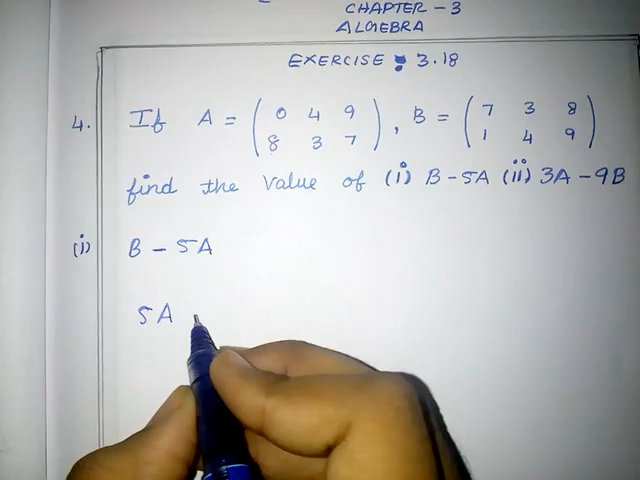 CHAPTER - 3
ALGEBRA
EXERCISE : 3.18
4. If A = ( 0 4 9 ) , B = ( 7 3 8 )
8 3 7 1 4 9
find the value of (i) B - 5A (ii) 3A - 9B
(i) B - 5A
5A